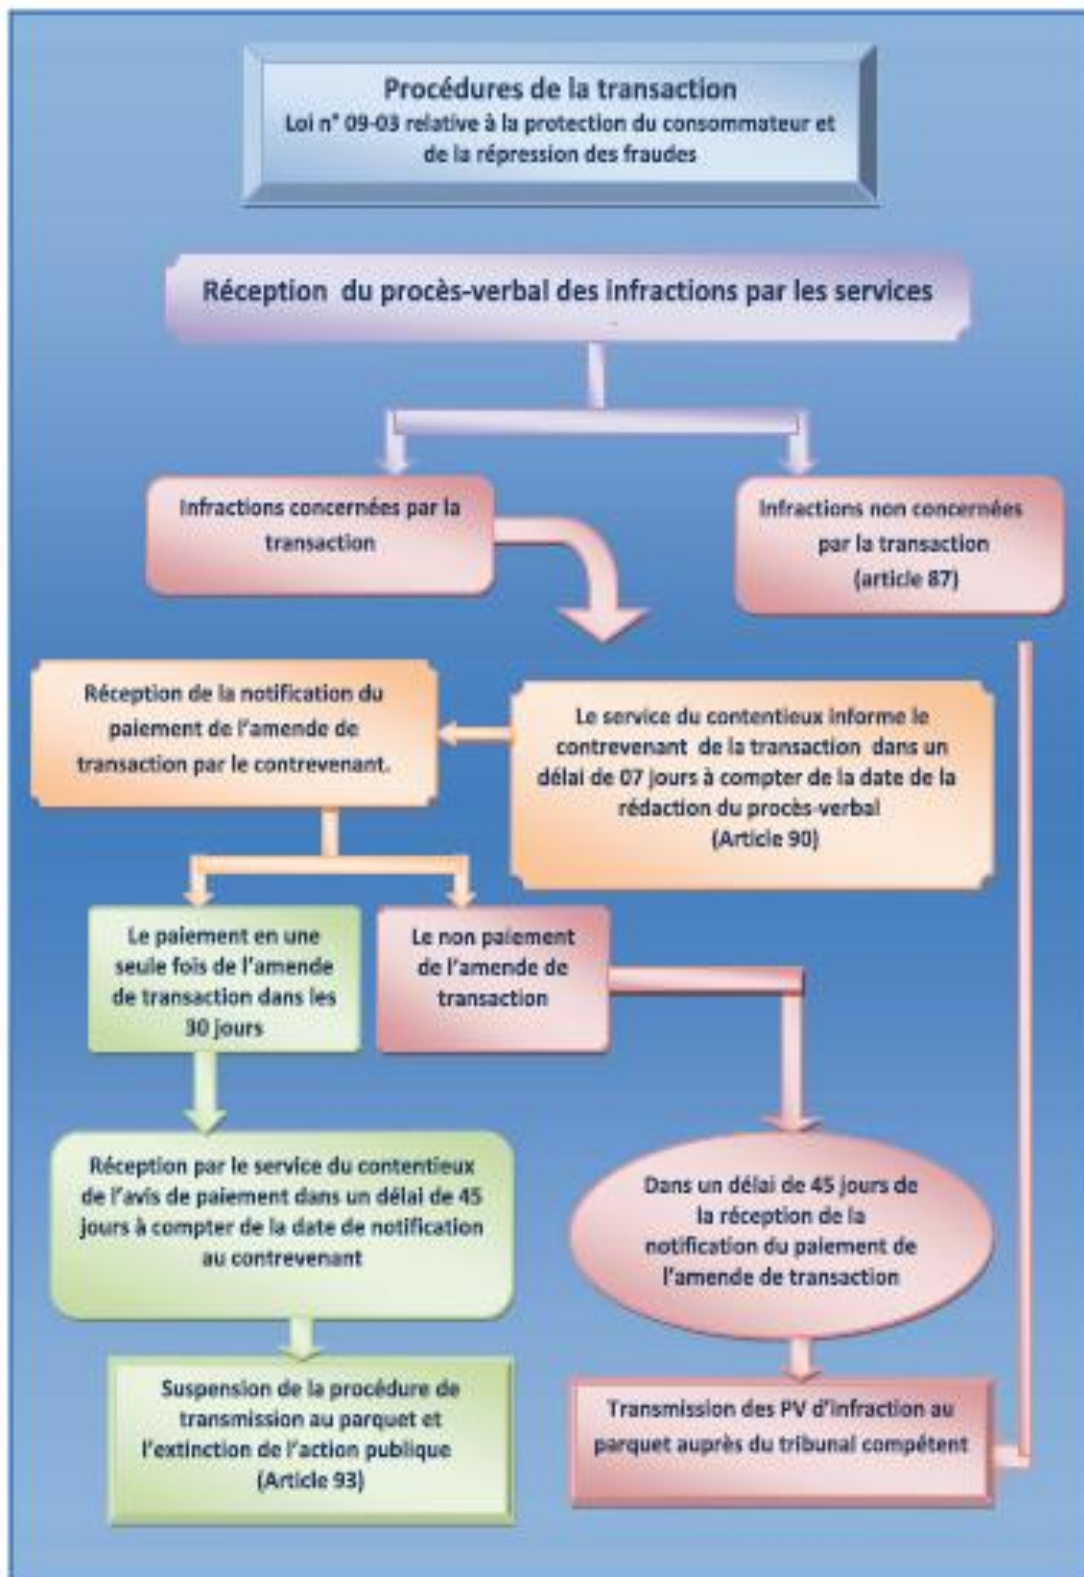 Procédures de la transaction
Loi n° 09-03 relative à la protection du consommateur et
de la répression des fraudes
Réception du procès-verbal des infractions par les services
Infractions concernées par la
transaction
Infractions non concernées
par la transaction
(article 87)
Réception de la notification du
paiement de l'amende de
transaction par le contrevenant.
Le service du contentieux informe le
contrevenant de la transaction dans un
délai de 07 jours à compter de la date de la
rédaction du procès-verbal
(Article 90)
Le paiement en une
seule fois de l'amende
de transaction dans les
30 jours
Le non paiement
de l'amende de
transaction
Réception par le service du contentieux
de l'avis de paiement dans un délai de 45
jours à compter de la date de notification
au contrevenant
Dans un délai de 45 jours de
la réception de la
notification du paiement de
l'amende de transaction
Suspension de la procédure de
transmission au parquet et
l'extinction de l'action publique
(Article 93)
Transmission des PV d'infraction au
parquet auprès du tribunal compétent